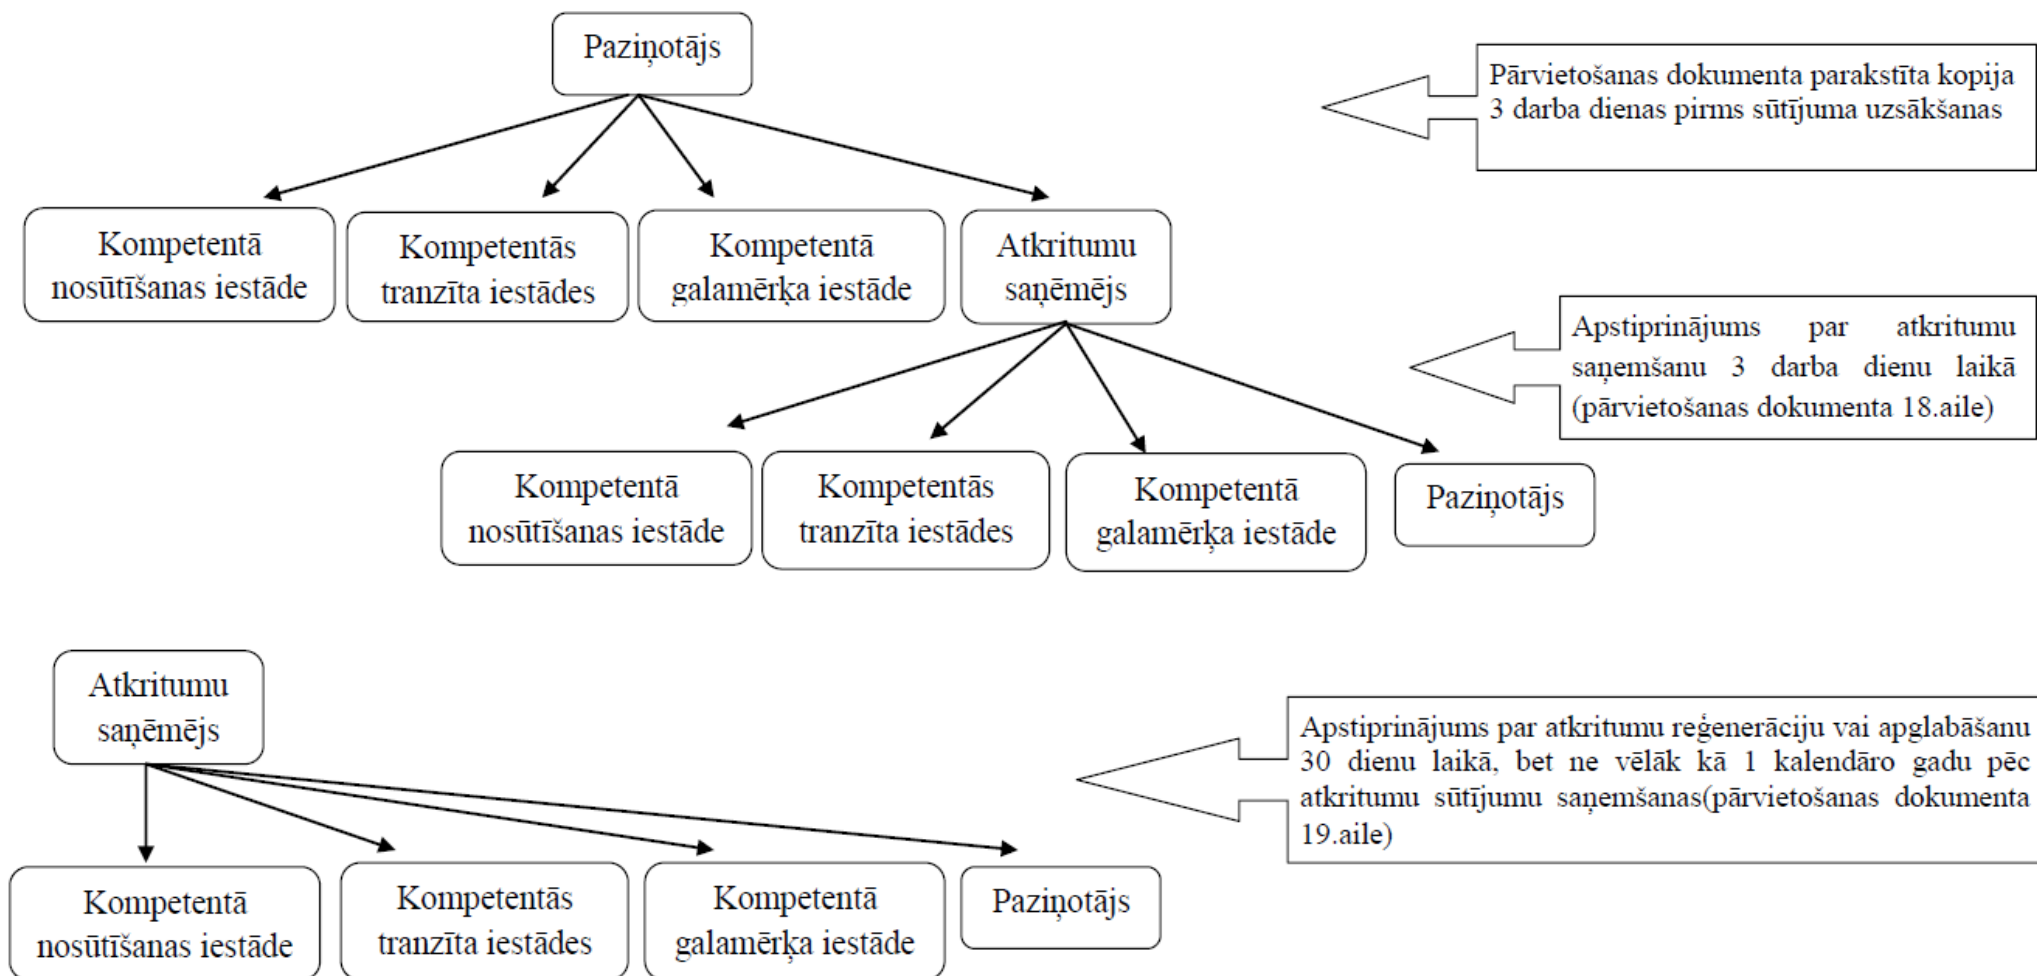 Paziņotājs
Pārvietošanas dokumenta parakstīta kopija
3 darba dienas pirms sūtījuma uzsākšanas
Kompetentā
nosūtīšanas iestāde
Kompetentās
tranzīta iestādes
Kompetentā
galamērķa iestāde
Atkritumu
saņēmējs
Apstiprinājums par atkritumu
saņemšanu 3 darba dienu laikā
(pārvietošanas dokumenta 18.aile)
Kompetentā
nosūtīšanas iestāde
Kompetentās
tranzīta iestādes
Kompetentā
galamērķa iestāde
Paziņotājs
Atkritumu
saņēmējs
Apstiprinājums par atkritumu reģenerāciju vai apglabāšanu
30 dienu laikā, bet ne vēlāk kā 1 kalendāro gadu pēc
atkritumu sūtījumu saņemšanas(pārvietošanas dokumenta
19.aile)
Kompetentā
nosūtīšanas iestāde
Kompetentās
tranzīta iestādes
Kompetentā
galamērķa iestāde
Paziņotājs